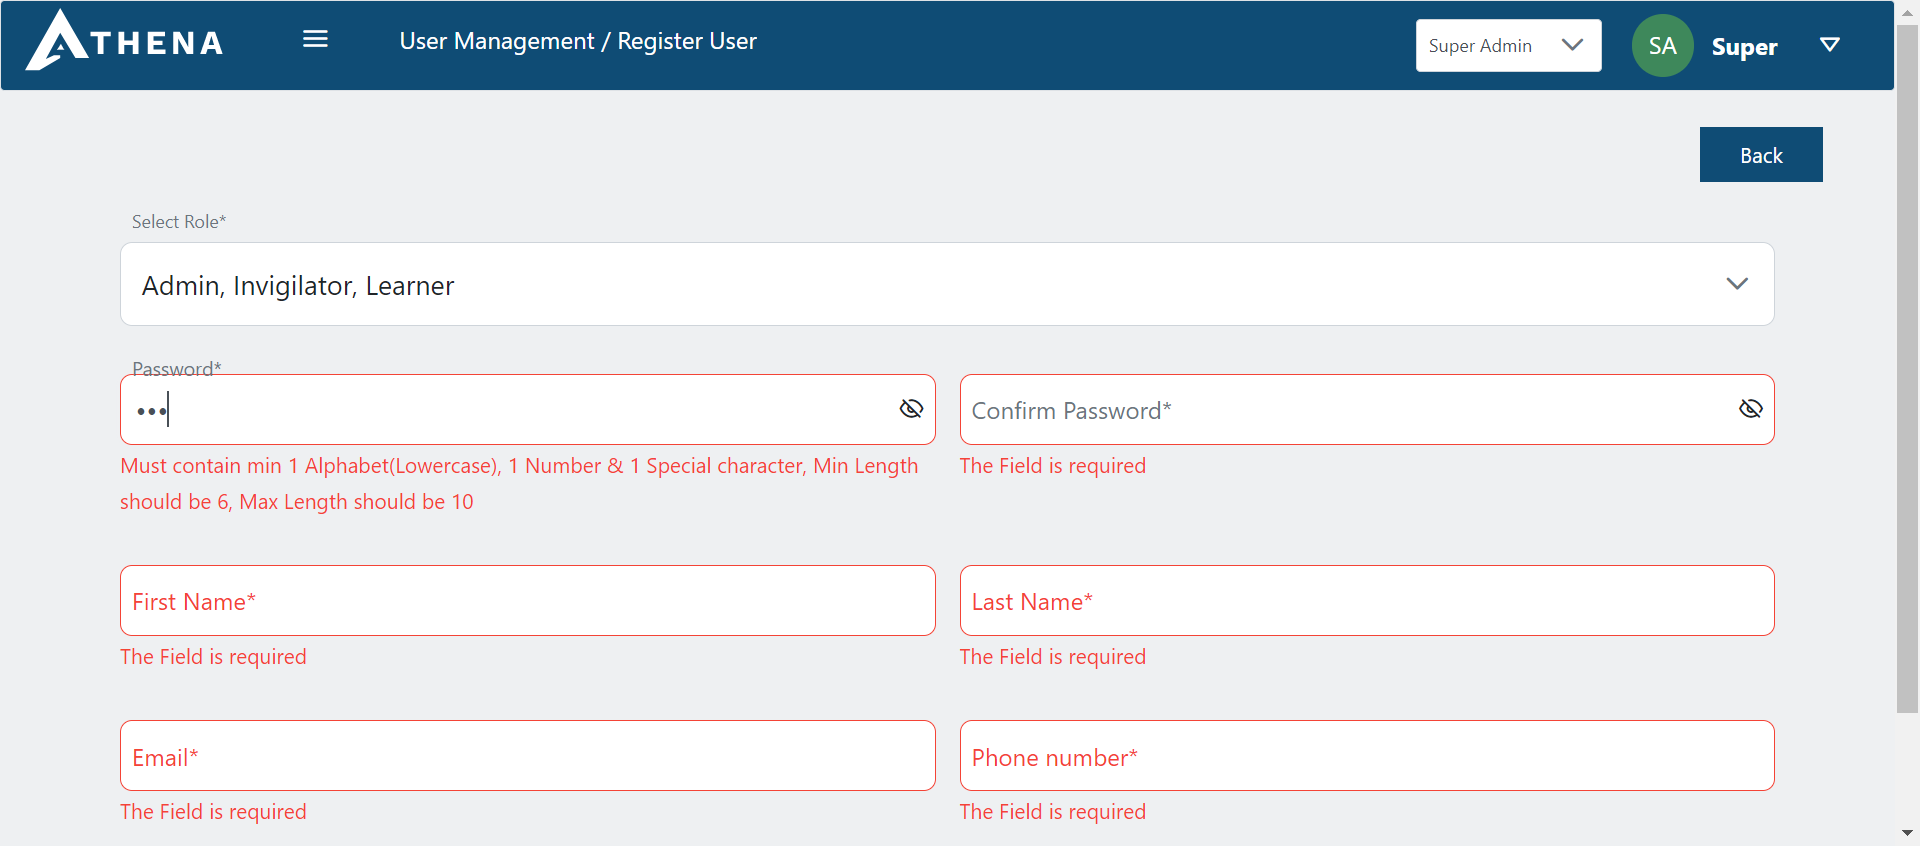 ATHENA
User Management / Register User
Super Admin
SA
Super
Back
Select Role*
Admin, Invigilator, Learner
Password*
•••
Confirm Password*
Must contain min 1 Alphabet(Lowercase), 1 Number & 1 Special character, Min Length
should be 6, Max Length should be 10
The Field is required
First Name*
Last Name*
The Field is required
The Field is required
Email*
Phone number*
The Field is required
The Field is required